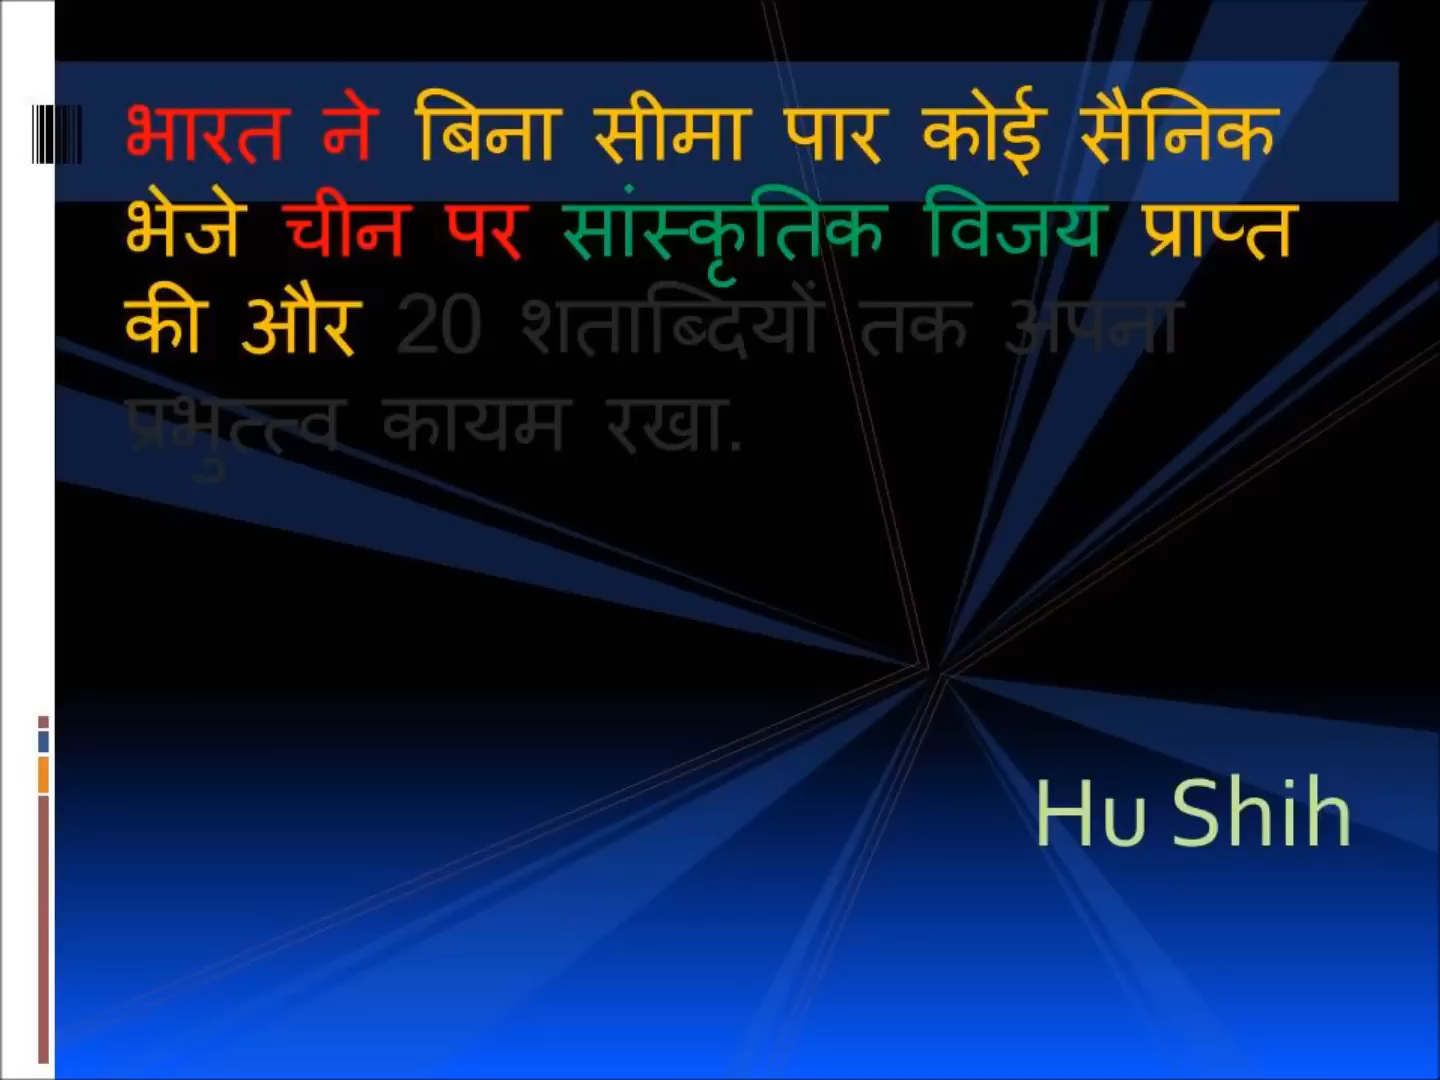 भारत ने बिना सीमा पार कोई सैनिक
भेजे चीन पर सांस्कृतिक विजय प्राप्त
की और 20 शताब्दियों तक अपना
प्रभुत्त्व कायम रखा.
Hu Shih